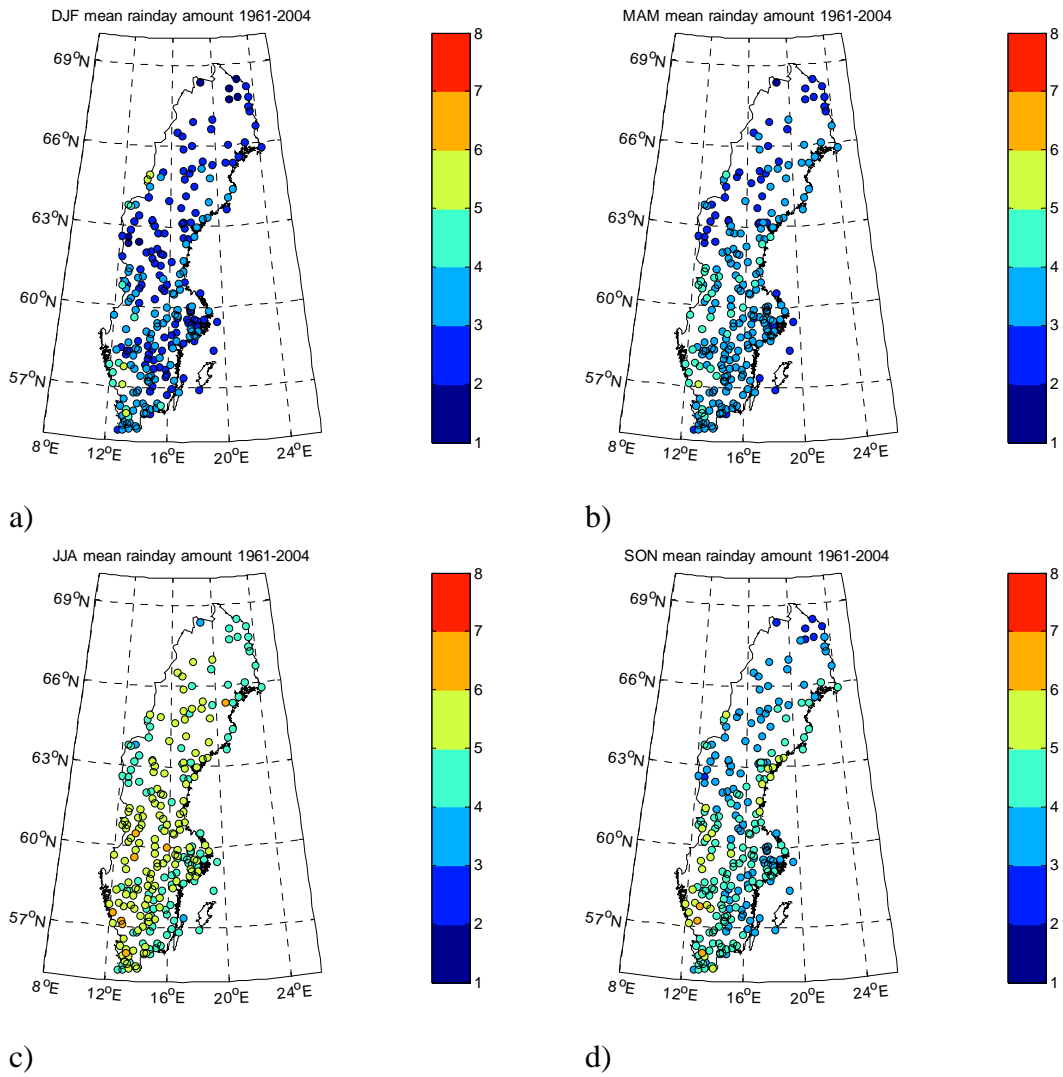 DJF mean rainday amount 1961-2004
69°N
66°N
63°N
60°N
57°N
8°E
12°E
16°E
20°E
24°E
8
7
6
5
4
3
2
1
a)
MAM mean rainday amount 1961-2004
69°N
66°N
63°N
60°N
57°N
8°E
12°E
16°E
20°E
24°E
8
7
6
5
4
3
2
1
b)
JJA mean rainday amount 1961-2004
69°N
66°N
63°N
60°N
57°N
8°E
12°E
16°E
20°E
24°E
8
7
6
5
4
3
2
1
c)
SON mean rainday amount 1961-2004
69°N
66°N
63°N
60°N
57°N
8°E
12°E
16°E
20°E
24°E
8
7
6
5
4
3
2
1
d)